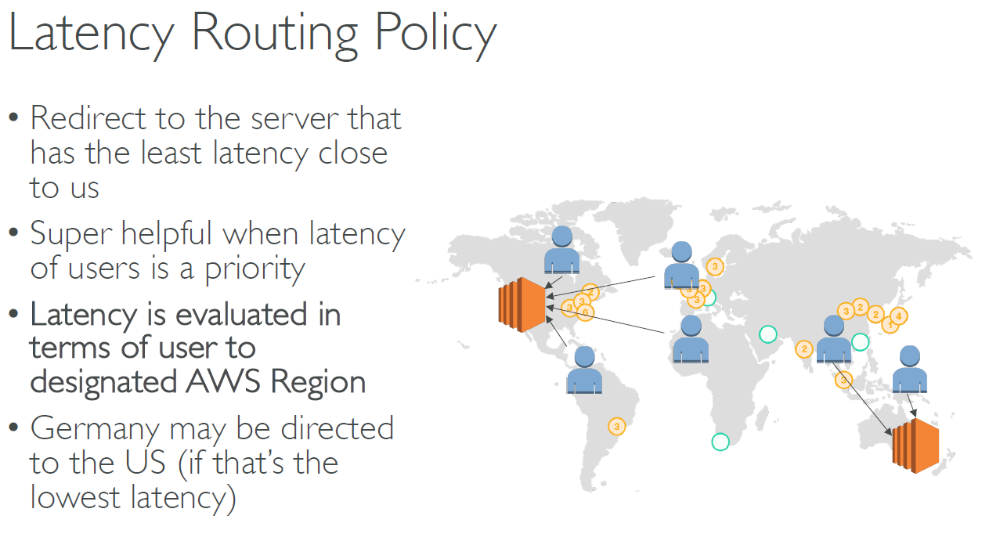 Latency Routing Policy
• Redirect to the server that
has the least latency close
to us
• Super helpful when latency
of users is a priority
• Latency is evaluated in
terms of user to
designated AWS Region
• Germany may be directed
to the US (if that's the
lowest latency)
3
2
3
3
6
3
3
3
3
2
2
4
1
2
3
3